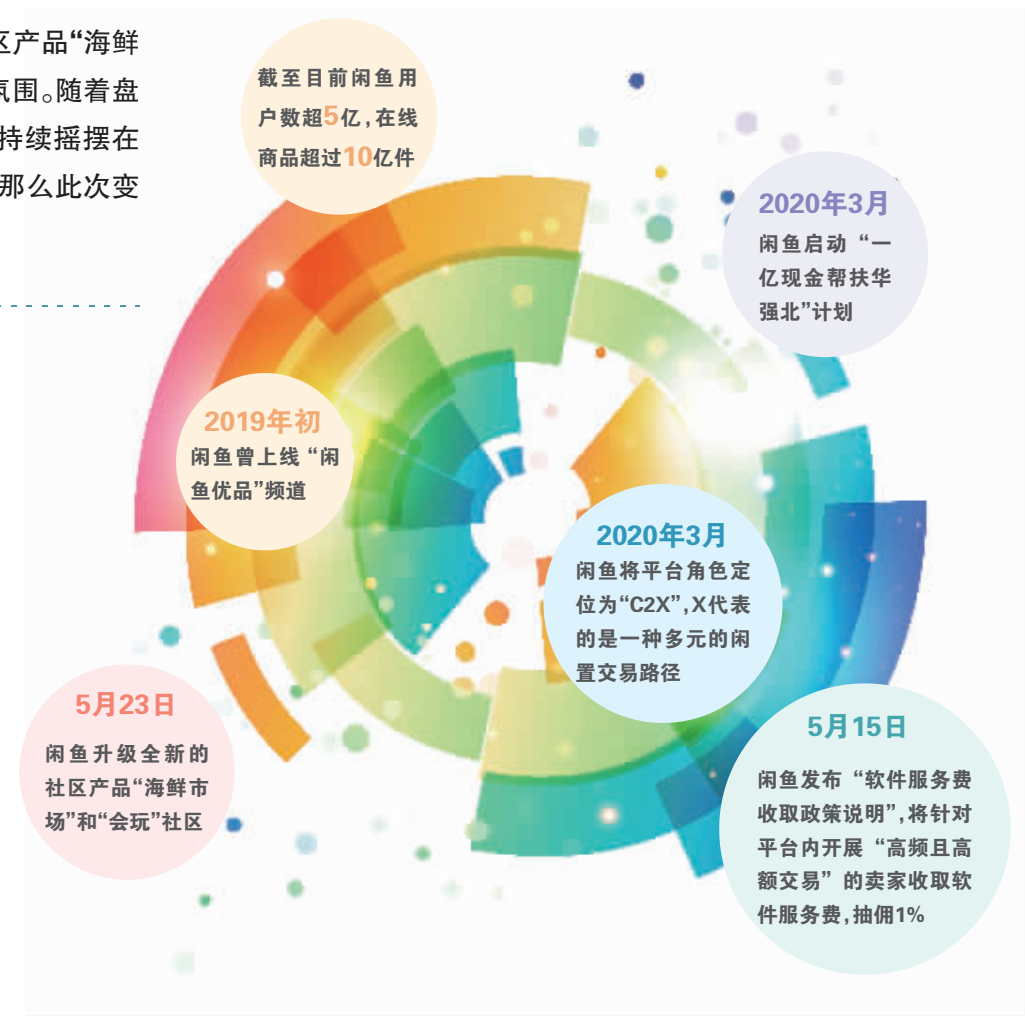 区产品“海鲜
氛围。随着盘
持续摇摆在
那么此次变
截至目前闲鱼用
户数超5亿,在线
商品超过10亿件
2020年3月
闲鱼启动“一
亿现金帮扶华
强北”计划
2019年初
闲鱼曾上线“闲
鱼优品”频道
2020年3月
闲鱼将平台角色定
位为“C2X”,X代表
的是一种多元的闲
置交易路径
5月23日
闲鱼升级全新的
社区产品“海鲜市
场”和“会玩”社区
5月15日
闲鱼发布“软件服务费
收取政策说明”,将针对
平台内开展“高频且高
额交易”的卖家收取软
件服务费,抽佣1%